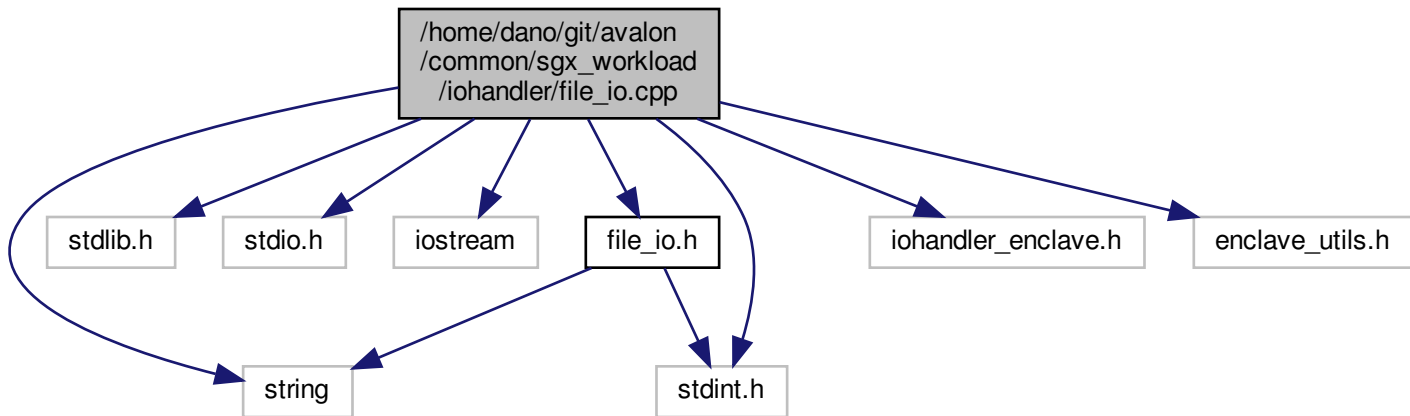 /home/dano/git/avalon
/common/sgx_workload
/iohandler/file_io.cpp
stdlib.h
stdio.h
iostream
file_io.h
iohandler_enclave.h
enclave_utils.h
string
stdint.h